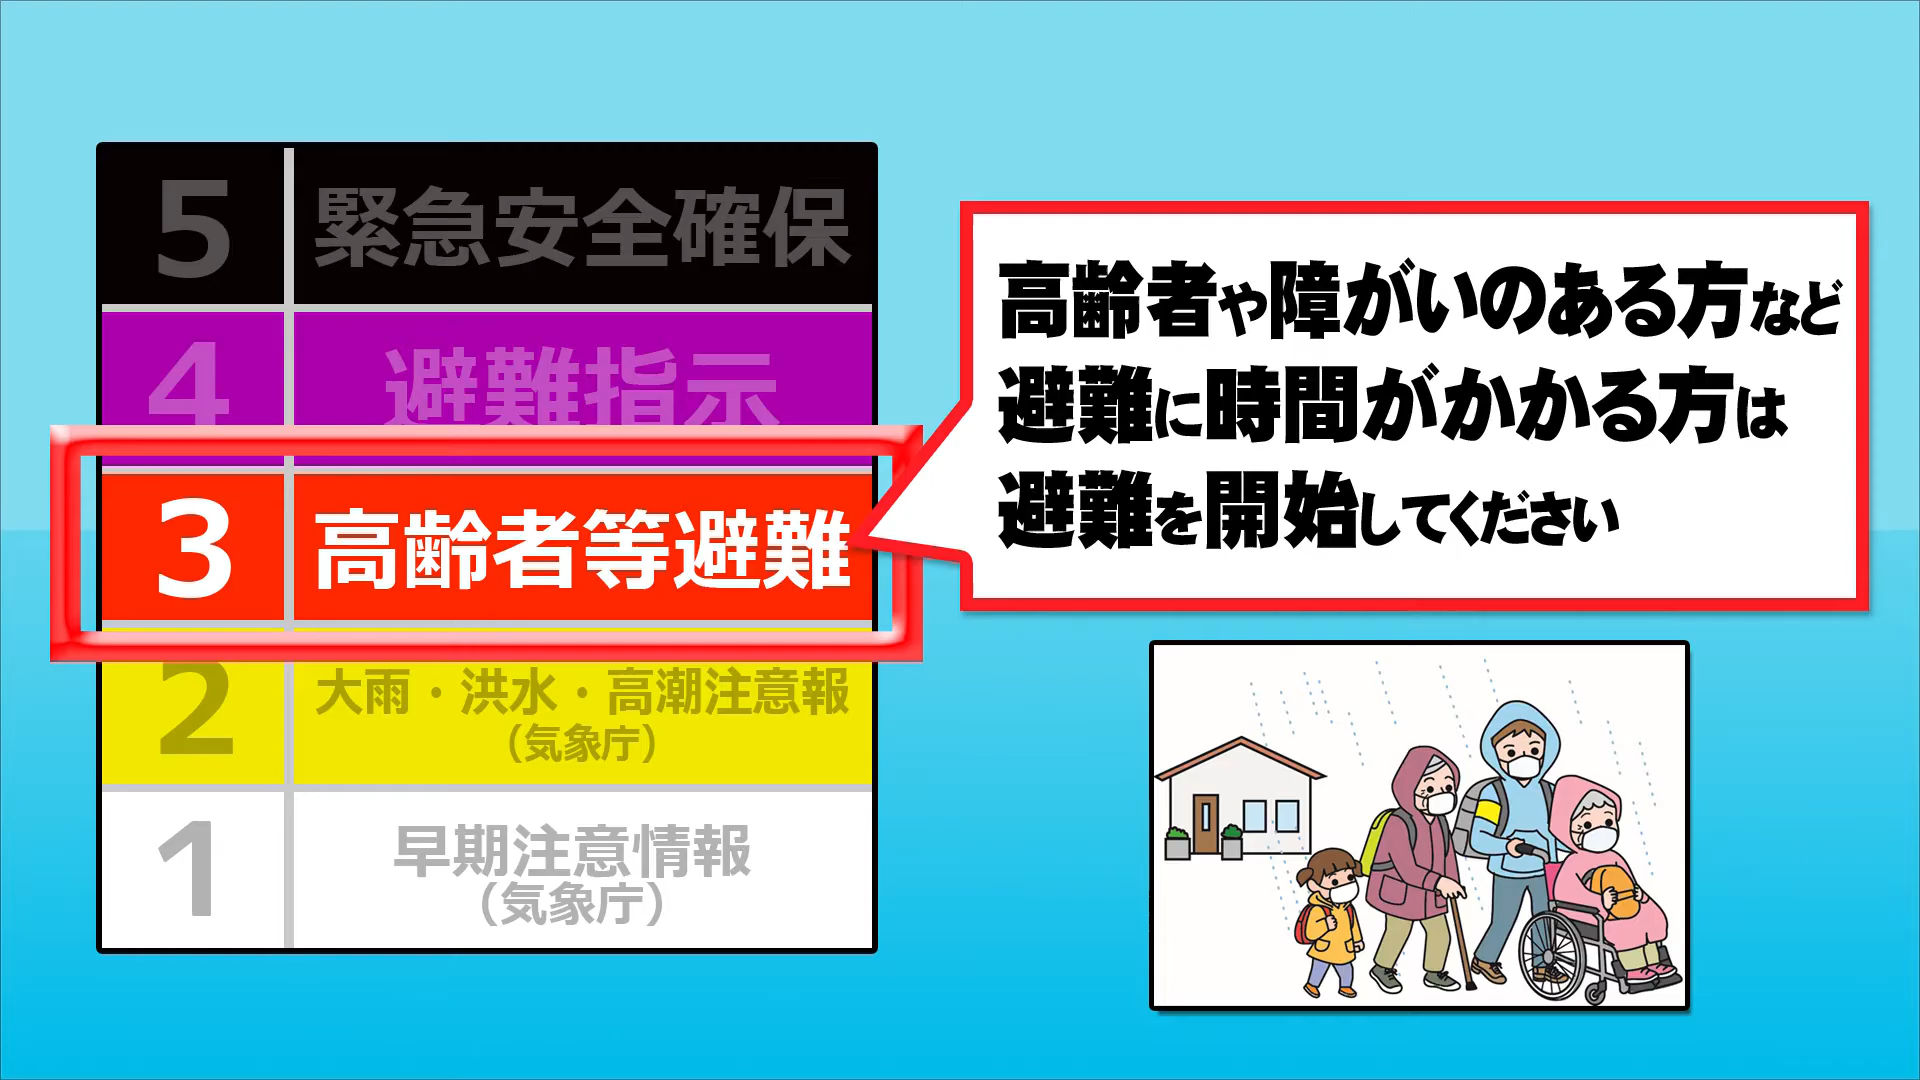 5 緊急安全確保
4 避難指示
3 高齢者等避難
2 大雨・洪水・高潮注意報
（気象庁）
1 早期注意情報
（気象庁）
高齢者や障がいのある方など
避難に時間がかかる方は
避難を開始してください